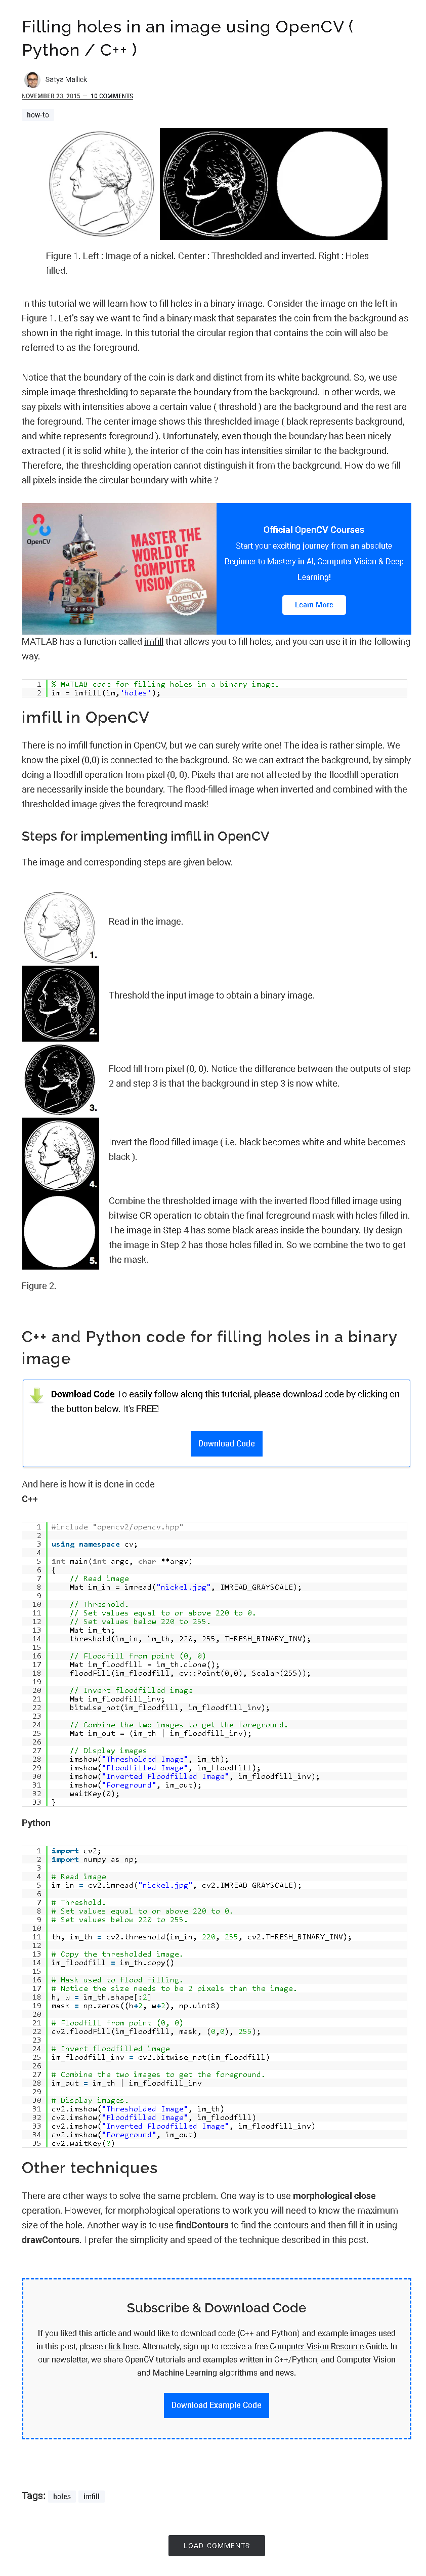 Filling holes in an image using OpenCV (
Python / C++ )
Satya Mallick
NOVEMBER 23, 2015 — 10 COMMENTS
how-to
Figure 1. Left : Image of a nickel. Center : Thresholded and inverted. Right : Holes
filled.
In this tutorial we will learn how to fill holes in a binary image. Consider the image on the left in
Figure 1. Let's say we want to find a binary mask that separates the coin from the background as
shown in the right image. In this tutorial the circular region that contains the coin will also be
referred to as the foreground.
Notice that the boundary of the coin is dark and distinct from its white background. So, we use
simple image thresholding to separate the boundary from the background. In other words, we
say pixels with intensities above a certain value ( threshold ) are the background and the rest are
the foreground. The center image shows this thresholded image ( black represents background,
and white represents foreground ). Unfortunately, even though the boundary has been nicely
extracted ( it is solid white ), the interior of the coin has intensities similar to the background.
Therefore, the thresholding operation cannot distinguish it from the background. How do we fill
all pixels inside the circular boundary with white ?
OpenCV
MASTER THE
WORLD OF
COMPUTER
VISION
OpenCV
Official OpenCV Courses
Start your exciting journey from an absolute
Beginner to Mastery in AI, Computer Vision & Deep
Learning!
Learn More
MATLAB has a function called imfill that allows you to fill holes, and you can use it in the following
way.
1 % MATLAB code for filling holes in a binary image.
2 im = imfill(im,'holes');
imfill in OpenCV
There is no imfill function in OpenCV, but we can surely write one! The idea is rather simple. We
know the pixel (0,0) is connected to the background. So we can extract the background, by simply
doing a floodfill operation from pixel (0, 0). Pixels that are not affected by the floodfill operation
are necessarily inside the boundary. The flood-filled image when inverted and combined with the
thresholded image gives the foreground mask!
Steps for implementing imfill in OpenCV
The image and corresponding steps are given below.
1.
Read in the image.
2.
Threshold the input image to obtain a binary image.
3.
Flood fill from pixel (0, 0). Notice the difference between the outputs of step
2 and step 3 is that the background in step 3 is now white.
4.
Invert the flood filled image ( i.e. black becomes white and white becomes
black ).
5.
Combine the thresholded image with the inverted flood filled image using
bitwise OR operation to obtain the final foreground mask with holes filled in.
The image in Step 4 has some black areas inside the boundary. By design
the image in Step 2 has those holes filled in. So we combine the two to get
the mask.
Figure 2.
C++ and Python code for filling holes in a binary
image
Download Code To easily follow along this tutorial, please download code by clicking on
the button below. It's FREE!
Download Code
And here is how it is done in code
C++
1 #include "opencv2/opencv.hpp"
2
3 using namespace cv;
4
5 int main(int argc, char **argv)
6 {
7 // Read image
8 Mat im_in = imread("nickel.jpg", IMREAD_GRAYSCALE);
9
10 // Threshold.
11 // Set values equal to or above 220 to 0.
12 // Set values below 220 to 255.
13 Mat im_th;
14 threshold(im_in, im_th, 220, 255, THRESH_BINARY_INV);
15
16 // Floodfill from point (0, 0)
17 Mat im_floodfill = im_th.clone();
18 floodFill(im_floodfill, cv::Point(0,0), Scalar(255));
19
20 // Invert floodfilled image
21 Mat im_floodfill_inv;
22 bitwise_not(im_floodfill, im_floodfill_inv);
23
24 // Combine the two images to get the foreground.
25 Mat im_out = (im_th | im_floodfill_inv);
26
27 // Display images
28 imshow("Thresholded Image", im_th);
29 imshow("Floodfilled Image", im_floodfill);
30 imshow("Inverted Floodfilled Image", im_floodfill_inv);
31 imshow("Foreground", im_out);
32 waitKey(0);
33 }
Python
1 import cv2;
2 import numpy as np;
3
4 # Read image
5 im_in = cv2.imread("nickel.jpg", cv2.IMREAD_GRAYSCALE);
6
7 # Threshold.
8 # Set values equal to or above 220 to 0.
9 # Set values below 220 to 255.
10
11 th, im_th = cv2.threshold(im_in, 220, 255, cv2.THRESH_BINARY_INV);
12
13 # Copy the thresholded image.
14 im_floodfill = im_th.copy()
15
16 # Mask used to flood filling.
17 # Notice the size needs to be 2 pixels than the image.
18 h, w = im_th.shape[:2]
19 mask = np.zeros((h+2, w+2), np.uint8)
20
21 # Floodfill from point (0, 0)
22 cv2.floodFill(im_floodfill, mask, (0,0), 255);
23
24 # Invert floodfilled image
25 im_floodfill_inv = cv2.bitwise_not(im_floodfill)
26
27 # Combine the two images to get the foreground.
28 im_out = im_th | im_floodfill_inv
29
30 # Display images.
31 cv2.imshow("Thresholded Image", im_th)
32 cv2.imshow("Floodfilled Image", im_floodfill)
33 cv2.imshow("Inverted Floodfilled Image", im_floodfill_inv)
34 cv2.imshow("Foreground", im_out)
35 cv2.waitKey(0)
Other techniques
There are other ways to solve the same problem. One way is to use morphological close
operation. However, for morphological operations to work you will need to know the maximum
size of the hole. Another way is to use findContours to find the contours and then fill it in using
drawContours. I prefer the simplicity and speed of the technique described in this post.
Subscribe & Download Code
If you liked this article and would like to download code (C++ and Python) and example images used
in this post, please click here. Alternately, sign up to receive a free Computer Vision Resource Guide. In
our newsletter, we share OpenCV tutorials and examples written in C++/Python, and Computer Vision
and Machine Learning algorithms and news.
Download Example Code
Tags: holes imfill
LOAD COMMENTS